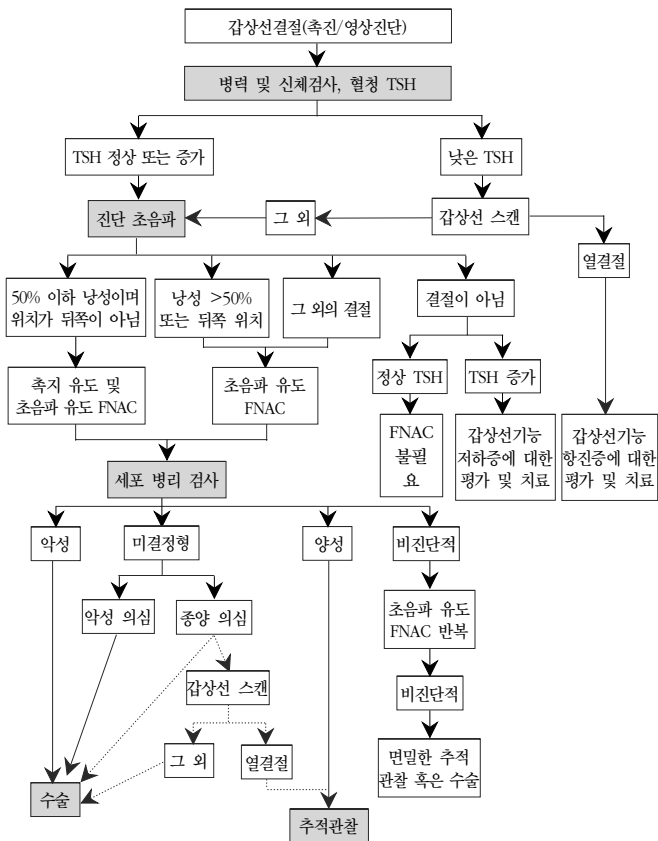 갑상선결절(촉진/영상진단)
병력 및 신체검사, 혈청 TSH
TSH 정상 또는 증가
낮은 TSH
진단 초음파
그 외
갑상선 스캔
열결절
50% 이하 낭성이며
위치가 뒤쪽이 아님
낭성 >50%
또는 뒤쪽 위치
그 외의 결절
결절이 아님
정상 TSH
TSH 증가
촉지 유도 및
초음파 유도 FNAC
초음파 유도
FNAC
FNAC
불필
요
갑상선기능
저하증에 대한
평가 및 치료
갑상선기능
항진증에 대한
평가 및 치료
세포 병리 검사
악성
미결정형
양성
비진단적
악성 의심
종양 의심
초음파 유도
FNAC 반복
갑상선 스캔
비진단적
그 외
열결절
면밀한 추적
관찰 혹은 수술
수술
추적관찰